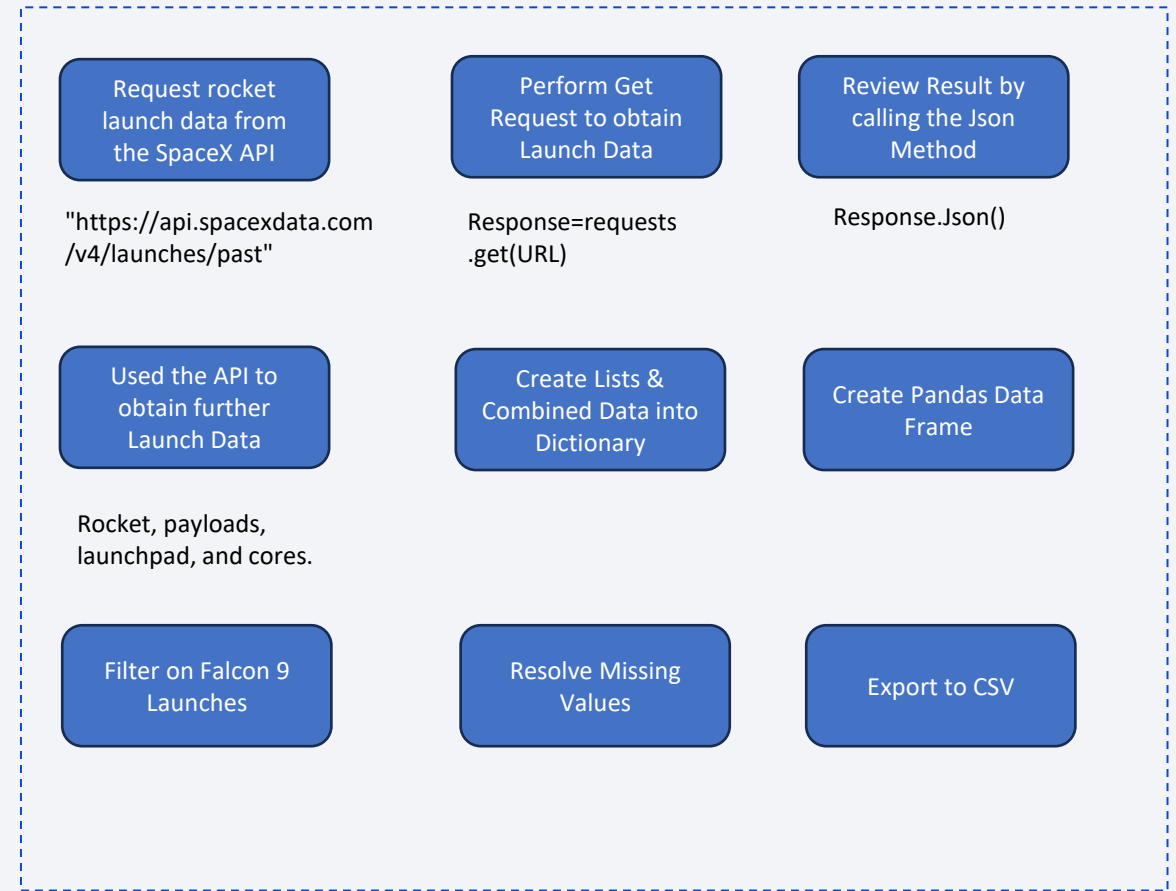 Request rocket
launch data from
the SpaceX API
"https://api.spacexdata.com
/v4/launches/past"
Perform Get
Request to obtain
Launch Data
Response=requests
.get(URL)
Review Result by
calling the Json
Method
Response.Json()
Used the API to
obtain further
Launch Data
Rocket, payloads,
launchpad, and cores.
Create Lists &
Combined Data into
Dictionary
Create Pandas Data
Frame
Filter on Falcon 9
Launches
Resolve Missing
Values
Export to CSV